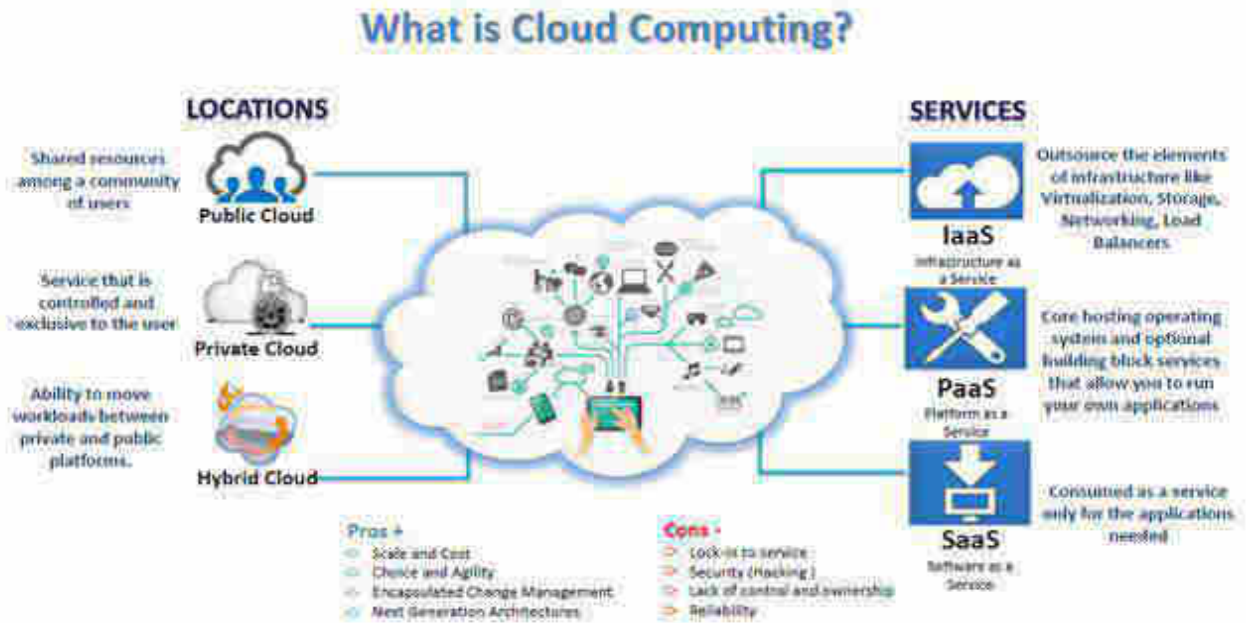 What is Cloud Computing?
LOCATIONS
Shared resources
among a community
of users
Public Cloud
Service that is
controlled and
exclusive to the user
Private Cloud
Ability to move
workloads between
private and public
platforms.
Hybrid Cloud
SERVICES
IaaS
Infrastructure as
a Service
Outsource the elements
of infrastructure like
Virtualization, Storage,
Networking, Load
Balancers
PaaS
Platform as a
Service
Core hosting operating
system and optional
building block services
that allow you to run
your own applications
SaaS
Software as a
Service
Consumed as a service
only for the applications
needed
Pros +
Scale and Cost
Choice and Agility
Encapsulated Change Management
Next Generation Architectures
Cons -
Lock-in to service
Security (Hacking )
Lack of control and ownership
Reliability